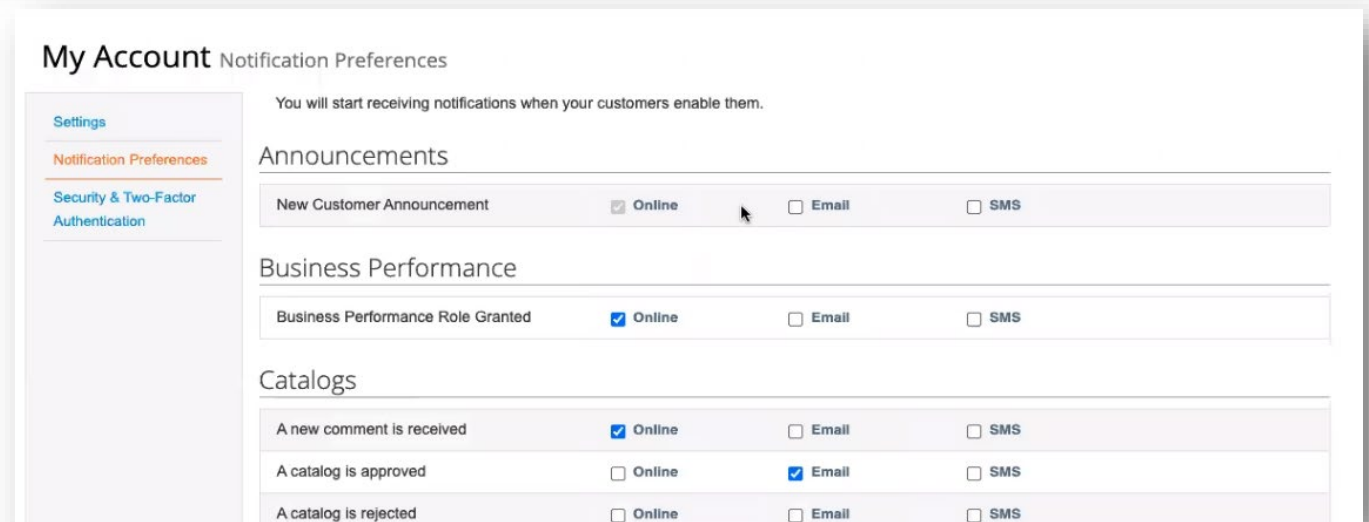 My Account Notification Preferences
You will start receiving notifications when your customers enable them.
Settings
Notification Preferences
Security & Two-Factor
Authentication
Announcements
New Customer Announcement Online Email SMS
Business Performance
Business Performance Role Granted Online Email SMS
Catalogs
A new comment is received Online Email SMS
A catalog is approved Online Email SMS
A catalog is rejected Online Email SMS